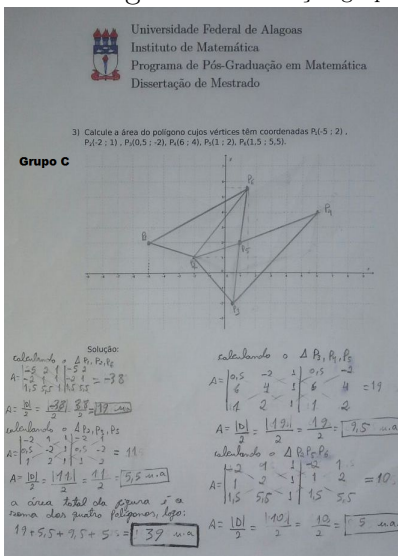 Universidade Federal de Alagoas
Instituto de Matemática
Programa de Pós-Graduação em Matemática
Dissertação de Mestrado
3) Calcule a área do polígono cujos vértices têm coordenadas P₁(-5 ; 2) ,
P₂(-2 ; 1) , P₃(0,5 ; -2), P₄(6 ; 4), P₅(1 ; 2), P₆(1,5 ; 5,5).
Grupo C
P₆
P₄
P₅
P₃
Solução:
calculando o Δ P₁,P₂,P₆
A= |-5 2 1| -5 2
-2 1 1 -2 1 = -38
1,5 5,5 1 1,5 5,5
A= |D|/2 = |-38|/2 38/2 = 19 u.a
calculando o Δ P₂,P₃,P₅
A= |-2 1 1| -2 1
0,5 -2 1 0,5 -2 = 11
1 2 1 1 2
A= |D|/2 = |11|/2 = 11/2 = 5,5 u.a
a área total da figura é a
soma dos quatro polígonos, logo:
19+5,5+9,5+5 = 39 u.a
calculando o Δ P₃,P₄,P₅
A= |0,5 -2 1| 0,5 -2
6 4 1 6 4 = 19
1 2 1 1 2
A= |D|/2 = |19|/2 = 19/2 = 9,5 u.a
calculando o Δ P₂P₅P₆
A= |-2 1 1| -2 1
1 2 1 1 2 = 10
1,5 5,5 1 1,5 5,5
A= |D|/2 = |10|/2 = 10/2 = 5 u.a